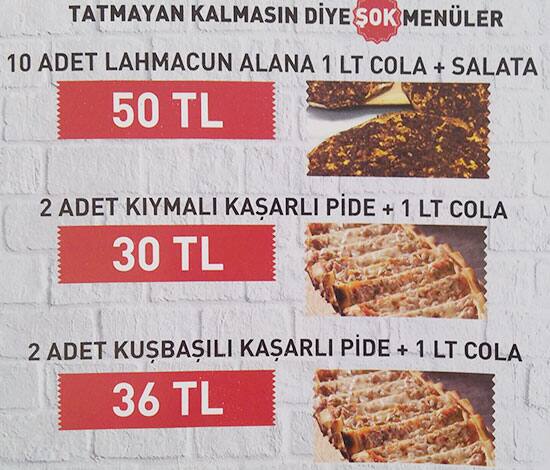 TATMAYAN KALMASIN DİYE ŞOK MENÜLER
10 ADET LAHMACUN ALANA 1 LT COLA + SALATA
50 TL
2 ADET KIYMALI KAŞARLI PİDE + 1 LT COLA
30 TL
2 ADET KUŞBAŞILI KAŞARLI PİDE + 1 LT COLA
36 TL